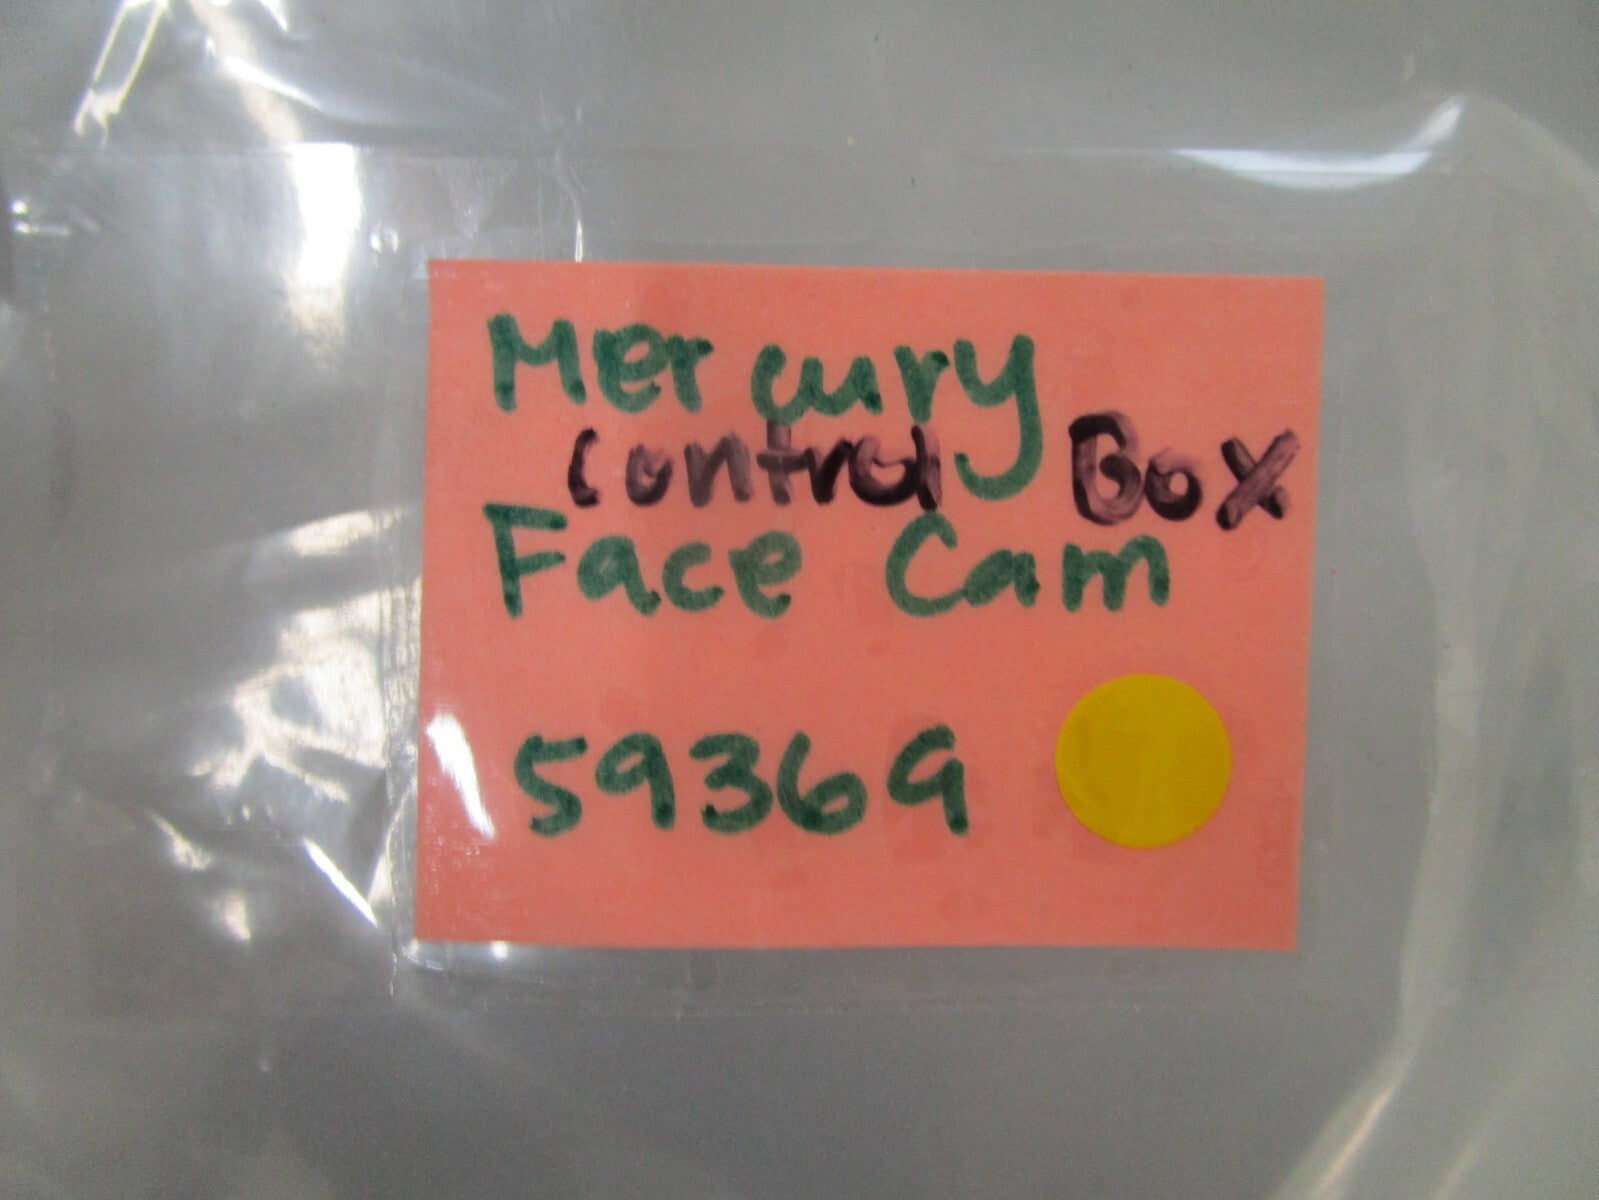 Mercury
control Box
Face Cam
59369